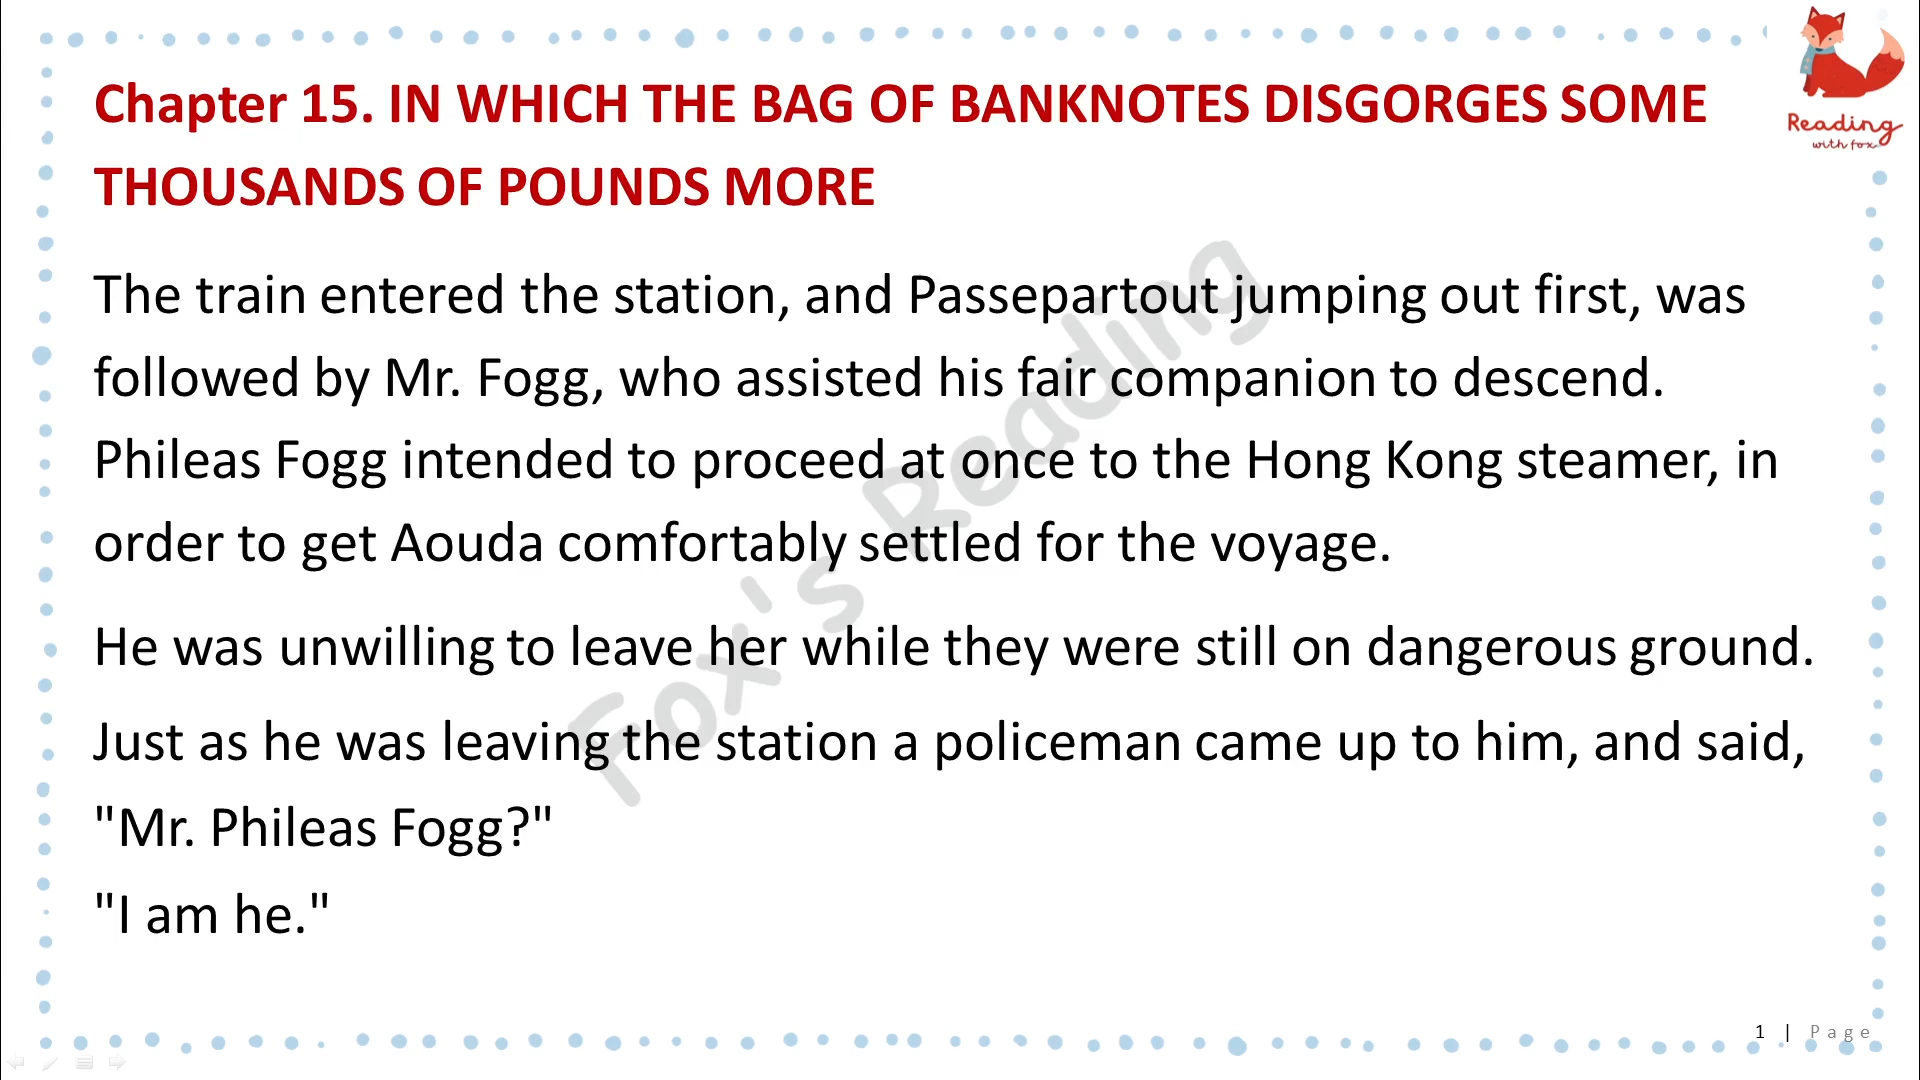 Reading
with fox
Chapter 15. IN WHICH THE BAG OF BANKNOTES DISGORGES SOME
THOUSANDS OF POUNDS MORE
The train entered the station, and Passepartout jumping out first, was
followed by Mr. Fogg, who assisted his fair companion to descend.
Phileas Fogg intended to proceed at once to the Hong Kong steamer, in
order to get Aouda comfortably settled for the voyage.
He was unwilling to leave her while they were still on dangerous ground.
Just as he was leaving the station a policeman came up to him, and said,
"Mr. Phileas Fogg?"
"I am he."
Fox's Reading
1 | Page